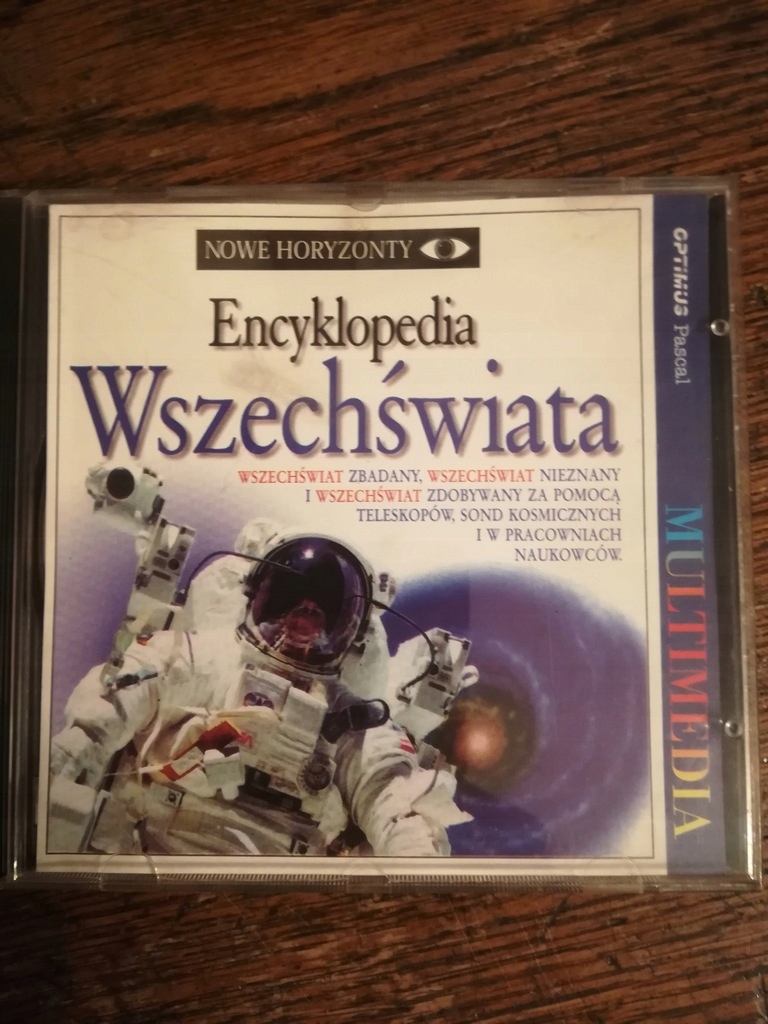 NOWE HORYZONTY
Encyklopedia
Wszechświata
WSZECHŚWIAT ZBADANY, WSZECHŚWIAT NIEZNANY
I WSZECHŚWIAT ZDOBYWANY ZA POMOCĄ
TELESKOPÓW, SOND KOSMICZNYCH
I W PRACOWNIACH
NAUKOWCÓW.
OPTIMUS Pascal
MULTIMEDIA